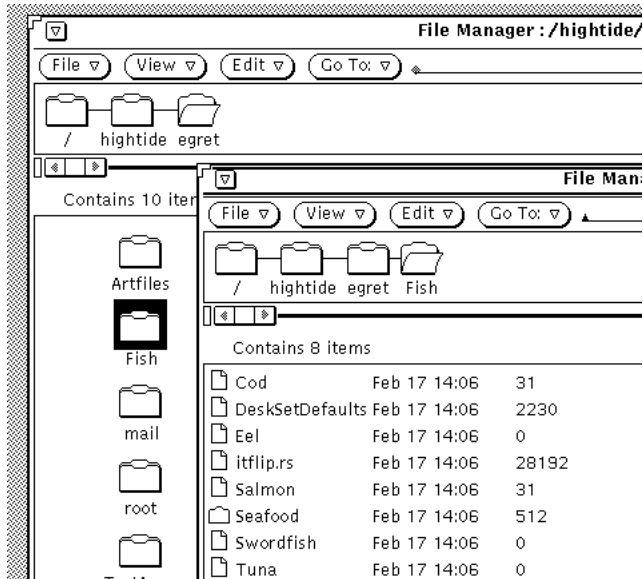 File Manager : /hightide/
File View Edit Go To:
/ hightide egret
Contains 10 iter
File Man
File View Edit Go To:
/ hightide egret Fish
Contains 8 items
Artfiles
Fish
mail
root
Cod Feb 17 14:06 31
DeskSetDefaults Feb 17 14:06 2230
Eel Feb 17 14:06 0
itflip.rs Feb 17 14:06 28192
Salmon Feb 17 14:06 31
Seafood Feb 17 14:06 512
Swordfish Feb 17 14:06 0
Tuna Feb 17 14:06 0